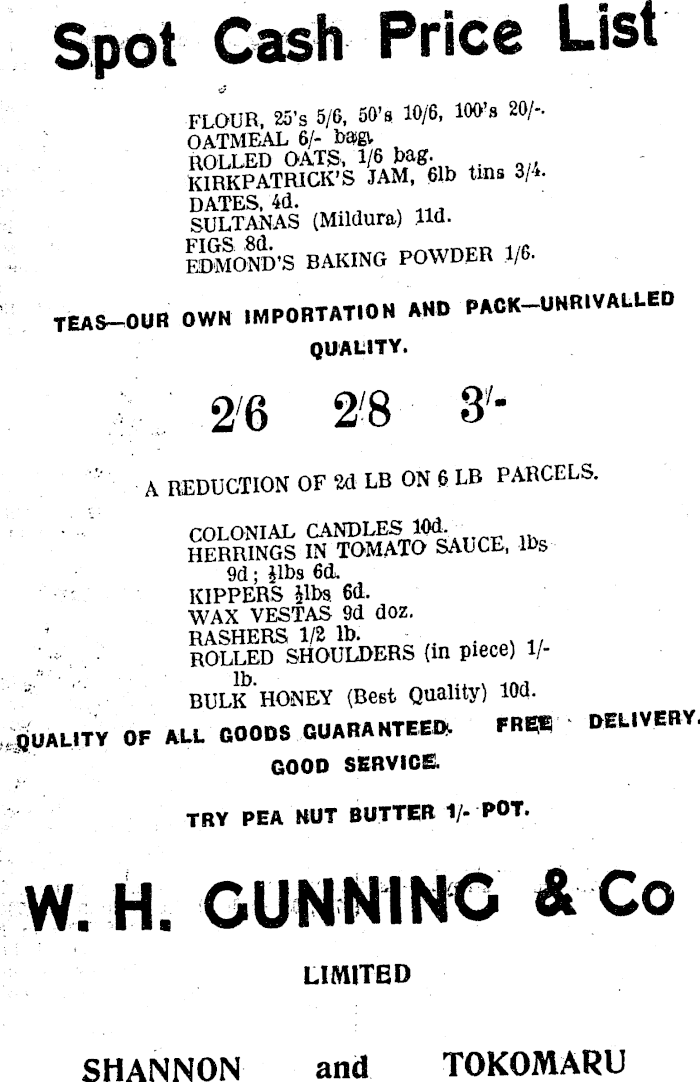 Spot Cash Price List
FLOUR, 25's 5/6, 50's 10/6, 100's 20/-.
OATMEAL 6/- bag.
ROLLED OATS, 1/6 bag.
KIRKPATRICK'S JAM, 6lb tins 3/4.
DATES, 4d.
SULTANAS (Mildura) 11d.
FIGS 8d.
EDMOND'S BAKING POWDER 1/6.
TEAS—OUR OWN IMPORTATION AND PACK—UNRIVALLED
QUALITY.
2/6 2/8 3/-
A REDUCTION OF 2d LB ON 6 LB PARCELS.
COLONIAL CANDLES 10d.
HERRINGS IN TOMATO SAUCE, lbs
9d; ½lbs 6d.
KIPPERS ½lbs 6d.
WAX VESTAS 9d doz.
RASHERS 1/2 lb.
ROLLED SHOULDERS (in piece) 1/-
lb.
BULK HONEY (Best Quality) 10d.
QUALITY OF ALL GOODS GUARANTEED. FREE DELIVERY.
GOOD SERVICE.
TRY PEA NUT BUTTER 1/- POT.
W. H. GUNNING & Co
LIMITED
SHANNON and TOKOMARU